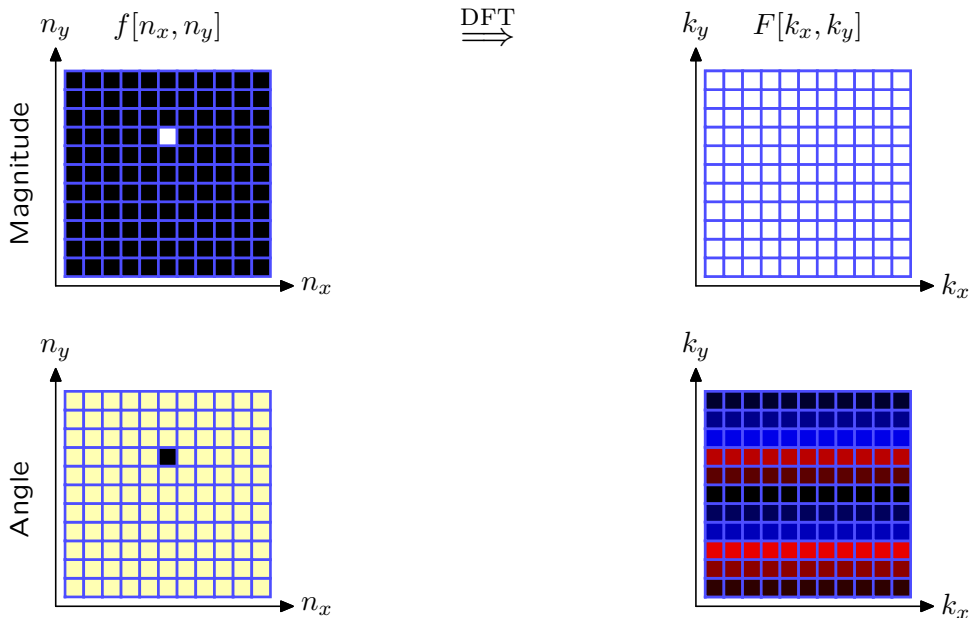 n_y f[n_x, n_y] DFT ⟹ k_y F[k_x, k_y]
Magnitude
n_x k_x
n_y k_y
Angle
n_x k_x